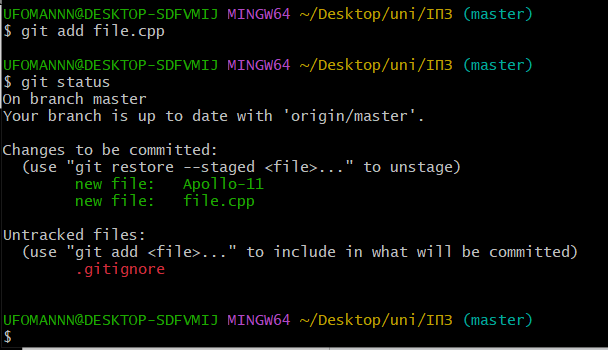 UFOMANNN@DESKTOP-SDFVMIJ MINGW64 ~/Desktop/uni/ІПЗ (master)
$ git add file.cpp
UFOMANNN@DESKTOP-SDFVMIJ MINGW64 ~/Desktop/uni/ІПЗ (master)
$ git status
On branch master
Your branch is up to date with 'origin/master'.
Changes to be committed:
  (use "git restore --staged <file>..." to unstage)
        new file:   Apollo-11
        new file:   file.cpp
Untracked files:
  (use "git add <file>..." to include in what will be committed)
        .gitignore
UFOMANNN@DESKTOP-SDFVMIJ MINGW64 ~/Desktop/uni/ІПЗ (master)
$